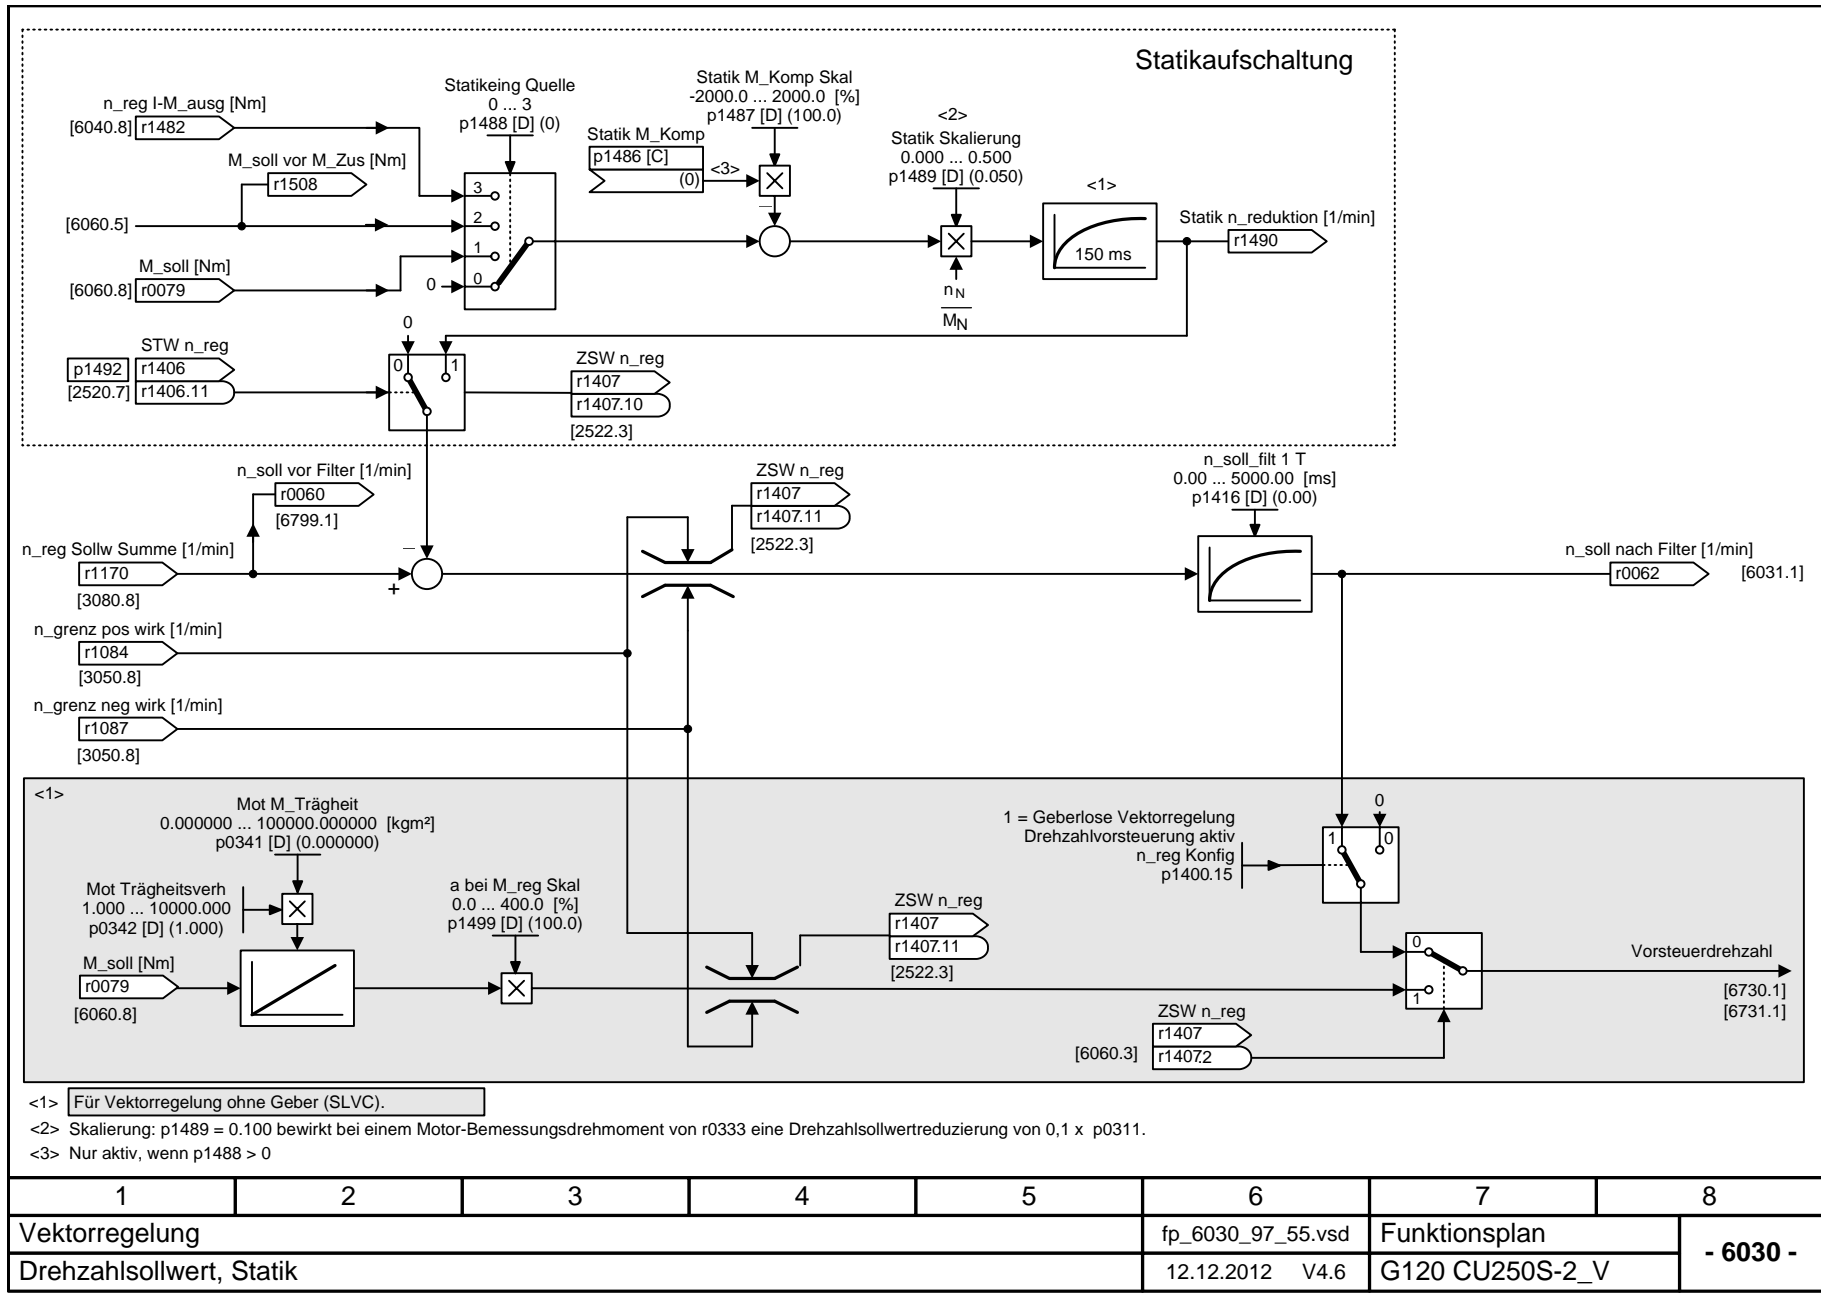 Statikaufschaltung
n_reg I-M_ausg [Nm]
[6040.8] r1482
M_soll vor M_Zus [Nm]
r1508
[6060.5]
M_soll [Nm]
[6060.8] r0079
Statikeing Quelle
0 ... 3
p1488 [D] (0)
3
2
1
0 0
Statik M_Komp Skal
-2000.0 ... 2000.0 [%]
p1487 [D] (100.0)
Statik M_Komp
p1486 [C]
(0) <3>
–
<2>
Statik Skalierung
0.000 ... 0.500
p1489 [D] (0.050)
nN
MN
<1>
150 ms
Statik n_reduktion [1/min]
r1490
STW n_reg
p1492 r1406
[2520.7] r1406.11
0
0 1
ZSW n_reg
r1407
r1407.10
[2522.3]
n_soll vor Filter [1/min]
r0060
[6799.1]
n_reg Sollw Summe [1/min]
r1170
[3080.8]
–
+
ZSW n_reg
r1407
r1407.11
[2522.3]
n_soll_filt 1 T
0.00 ... 5000.00 [ms]
p1416 [D] (0.00)
n_soll nach Filter [1/min]
r0062 [6031.1]
n_grenz pos wirk [1/min]
r1084
[3050.8]
n_grenz neg wirk [1/min]
r1087
[3050.8]
<1>
Mot M_Trägheit
0.000000 ... 100000.000000 [kgm²]
p0341 [D] (0.000000)
Mot Trägheitsverh
1.000 ... 10000.000
p0342 [D] (1.000)
M_soll [Nm]
r0079
[6060.8]
a bei M_reg Skal
0.0 ... 400.0 [%]
p1499 [D] (100.0)
ZSW n_reg
r1407
r1407.11
[2522.3]
1 = Geberlose Vektorregelung
Drehzahlvorsteuerung aktiv
n_reg Konfig
p1400.15
0
1 0
0
1
Vorsteuerdrehzahl
[6730.1]
[6731.1]
ZSW n_reg
r1407
[6060.3] r1407.2
<1> Für Vektorregelung ohne Geber (SLVC).
<2> Skalierung: p1489 = 0.100 bewirkt bei einem Motor-Bemessungsdrehmoment von r0333 eine Drehzahlsollwertreduzierung von 0,1 x p0311.
<3> Nur aktiv, wenn p1488 > 0
1 2 3 4 5 6 7 8
Vektorregelung fp_6030_97_55.vsd Funktionsplan
- 6030 -
Drehzahlsollwert, Statik 12.12.2012 V4.6 G120 CU250S-2_V